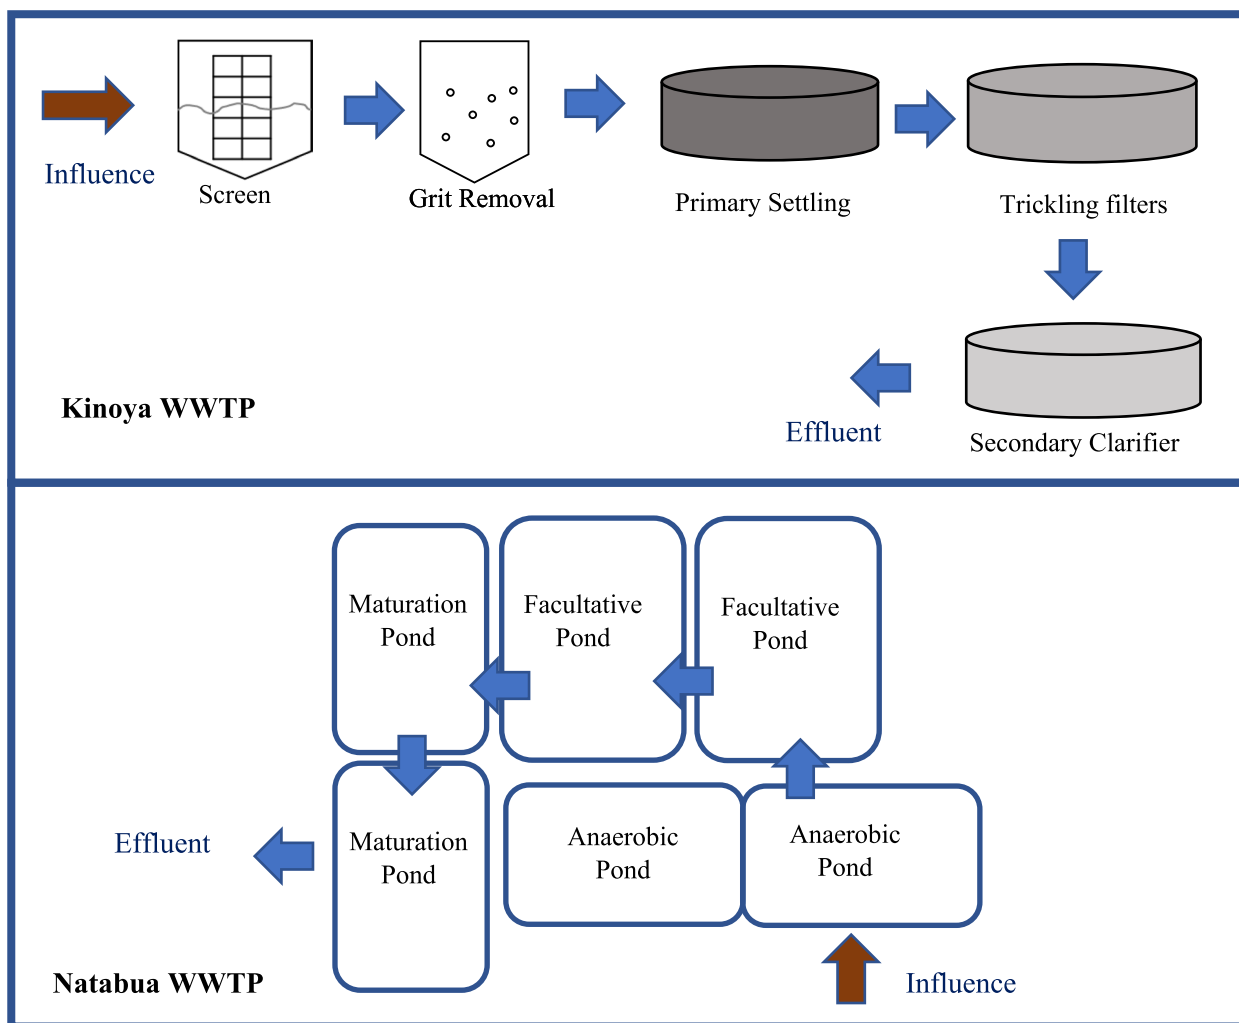 Influence
Screen
Grit Removal
Primary Settling
Trickling filters
Secondary Clarifier
Effluent
Kinoya WWTP
Maturation
Pond
Facultative
Pond
Facultative
Pond
Maturation
Pond
Anaerobic
Pond
Anaerobic
Pond
Effluent
Influence
Natabua WWTP